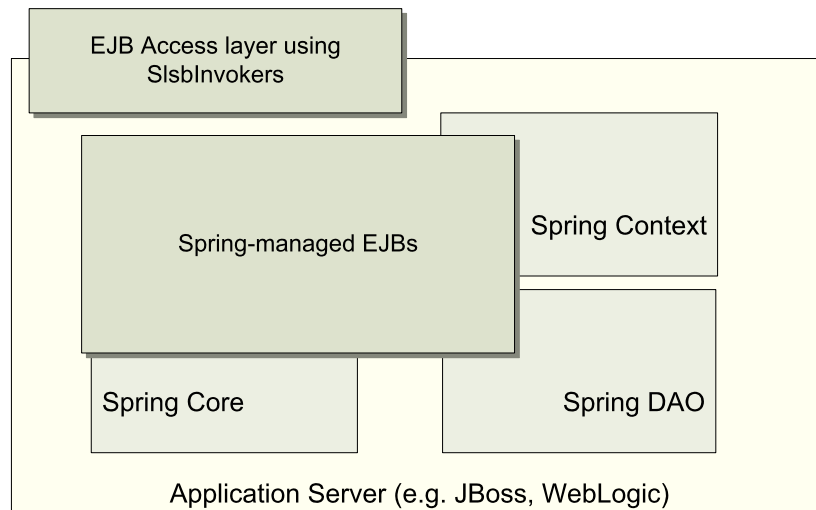 EJB Access layer using
SlsbInvokers
Spring Context
Spring-managed EJBs
Spring Core
Spring DAO
Application Server (e.g. JBoss, WebLogic)